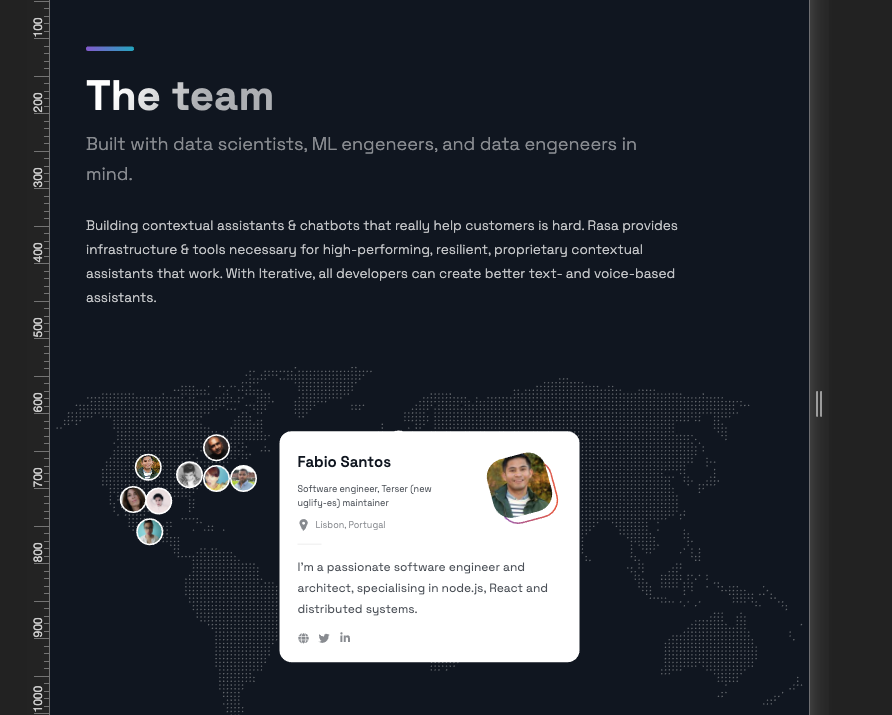 100
200
300
400
500
600
700
800
900
1000
The team
Built with data scientists, ML engeneers, and data engeneers in
mind.
Building contextual assistants & chatbots that really help customers is hard. Rasa provides
infrastructure & tools necessary for high-performing, resilient, proprietary contextual
assistants that work. With Iterative, all developers can create better text- and voice-based
assistants.
Fabio Santos
Software engineer, Terser (new
uglify-es) maintainer
Lisbon, Portugal
I'm a passionate software engineer and
architect, specialising in node.js, React and
distributed systems.